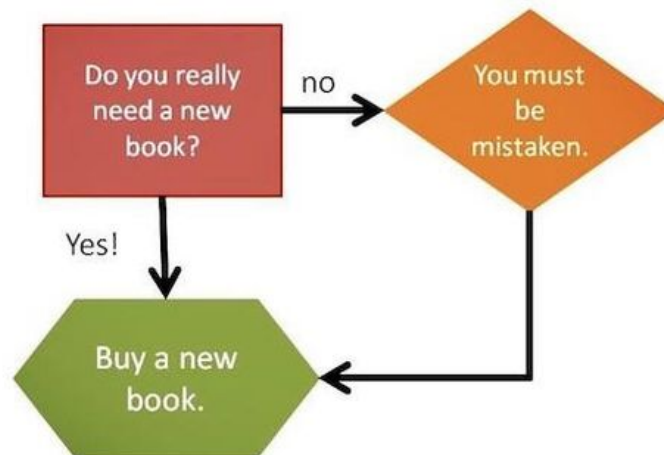 Do you really
need a new
book?
no
You must
be
mistaken.
Yes!
Buy a new
book.